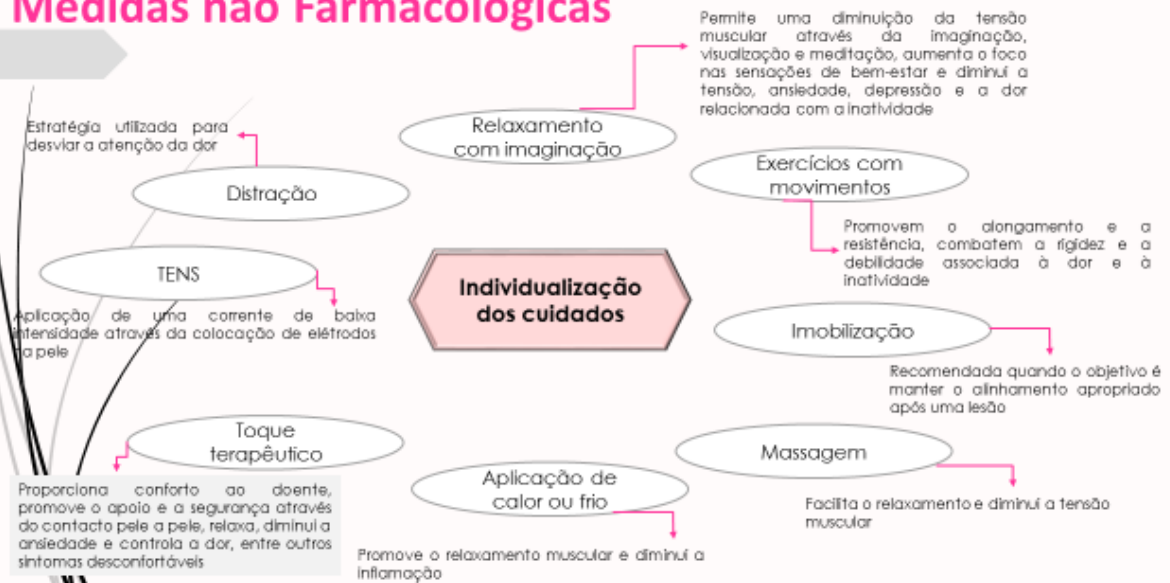 Medidas não Farmacológicas
Permite uma diminuição da tensão
muscular através da imaginação,
visualização e meditação, aumenta o foco
nas sensações de bem-estar e diminui a
tensão, ansiedade, depressão e a dor
relacionada com a inatividade
Relaxamento
com imaginação
Estratégia utilizada para
desviar a atenção da dor
Distração
Exercícios com
movimentos
Promovem o alongamento e a
resistência, combatem a rigidez e a
debilidade associada à dor e à
inatividade
TENS
Aplicação de uma corrente de baixa
intensidade através da colocação de elétrodos
na pele
Individualização
dos cuidados
Imobilização
Recomendada quando o objetivo é
manter o alinhamento apropriado
após uma lesão
Toque
terapêutico
Proporciona conforto ao doente,
promove o apoio e a segurança através
do contacto pele a pele, relaxa, diminui a
ansiedade e controla a dor, entre outros
sintomas desconfortáveis
Aplicação de
calor ou frio
Promove o relaxamento muscular e diminui a
inflamação
Massagem
Facilita o relaxamento e diminui a tensão
muscular